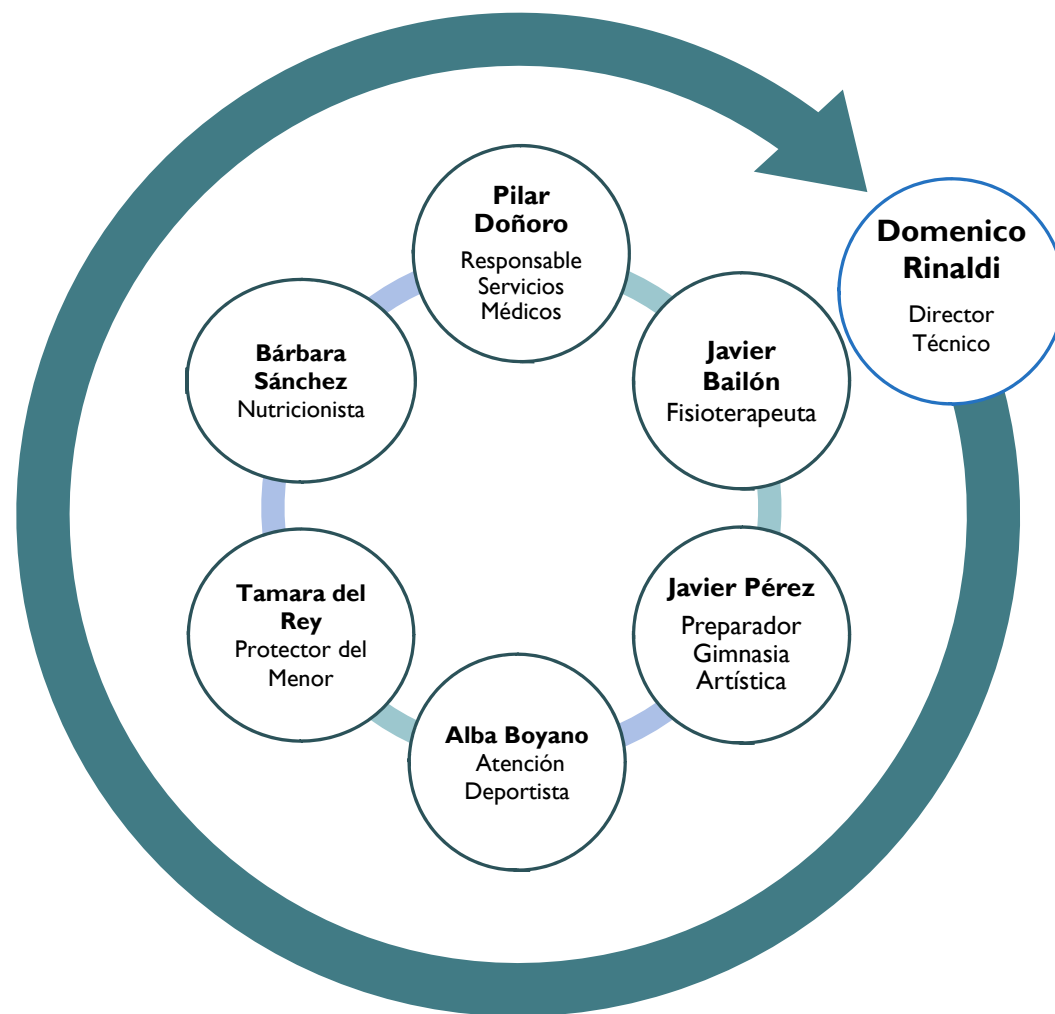 Pilar
Doñoro
Responsable
Servicios
Médicos
Domenico
Rinaldi
Director
Técnico
Javier
Bailón
Fisioterapeuta
Javier Pérez
Preparador
Gimnasia
Artística
Alba Boyano
Atención
Deportista
Tamara del
Rey
Protector del
Menor
Bárbara
Sánchez
Nutricionista